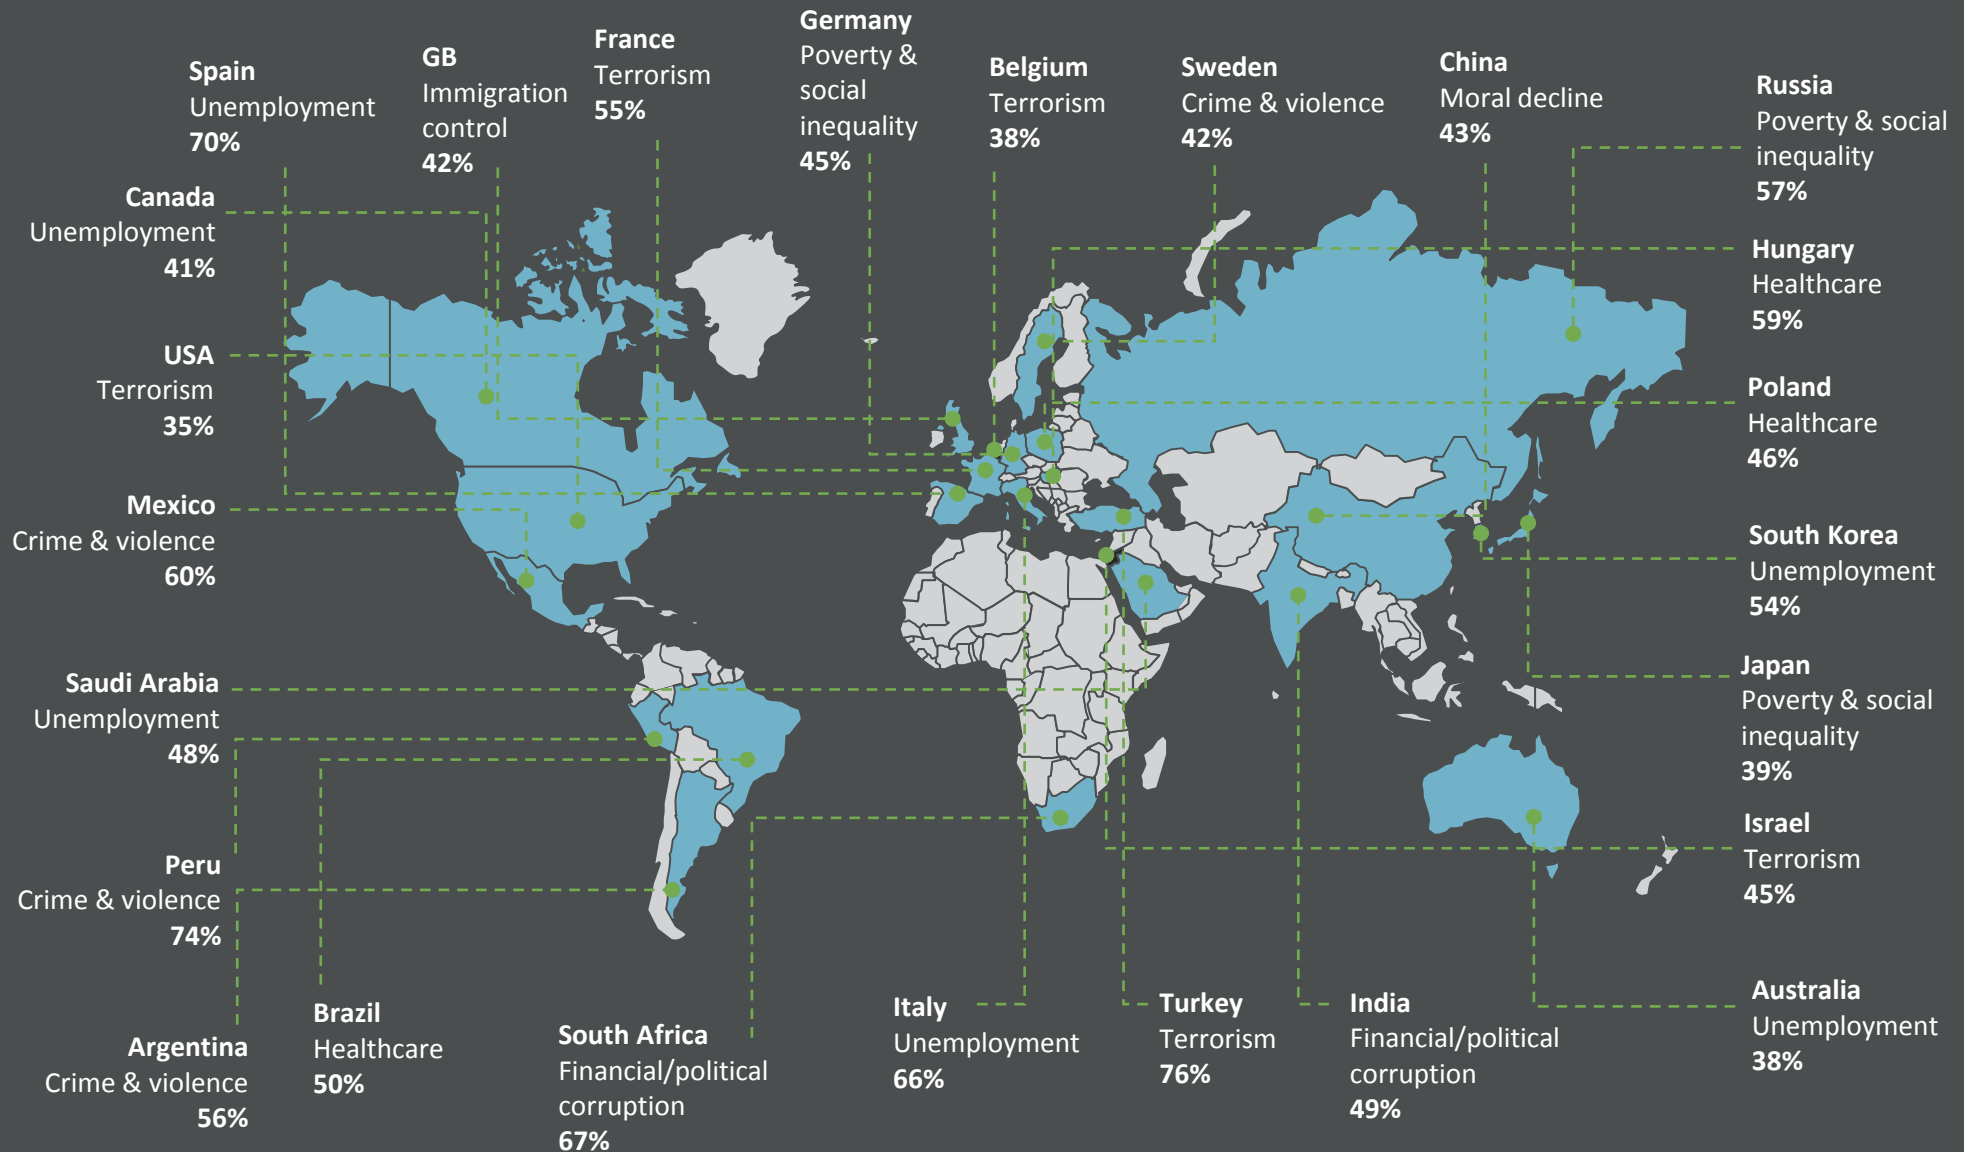 Spain
Unemployment
70%
GB
Immigration
control
42%
France
Terrorism
55%
Germany
Poverty &
social
inequality
45%
Belgium
Terrorism
38%
Sweden
Crime & violence
42%
China
Moral decline
43%
Russia
Poverty & social
inequality
57%
Canada
Unemployment
41%
USA
Terrorism
35%
Mexico
Crime & violence
60%
Saudi Arabia
Unemployment
48%
Peru
Crime & violence
74%
Argentina
Crime & violence
56%
Hungary
Healthcare
59%
Poland
Healthcare
46%
South Korea
Unemployment
54%
Japan
Poverty & social
inequality
39%
Israel
Terrorism
45%
Australia
Unemployment
38%
Brazil
Healthcare
50%
South Africa
Financial/political
corruption
67%
Italy
Unemployment
66%
Turkey
Terrorism
76%
India
Financial/political
corruption
49%